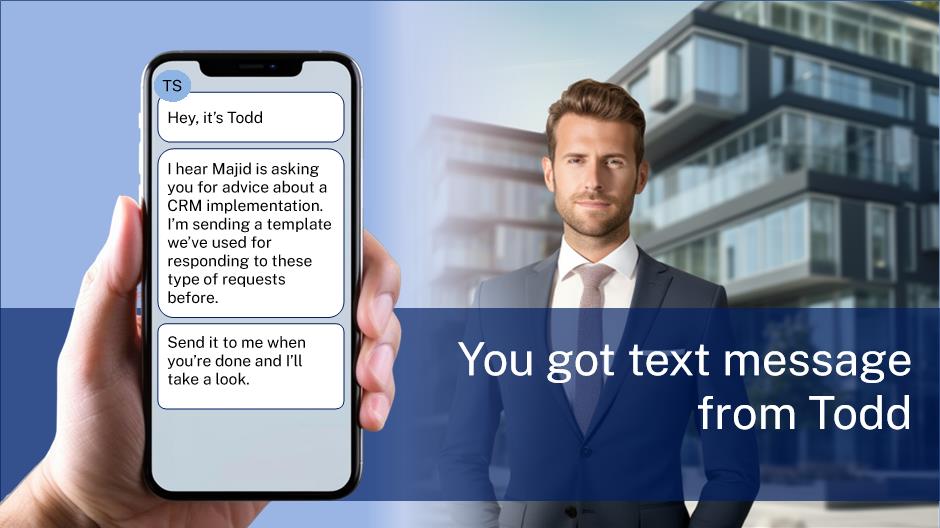 TS
Hey, it’s Todd
I hear Majid is asking
you for advice about a
CRM implementation.
I’m sending a template
we’ve used for
responding to these
type of requests
before.
Send it to me when
you’re done and I’ll
take a look.
You got text message
from Todd